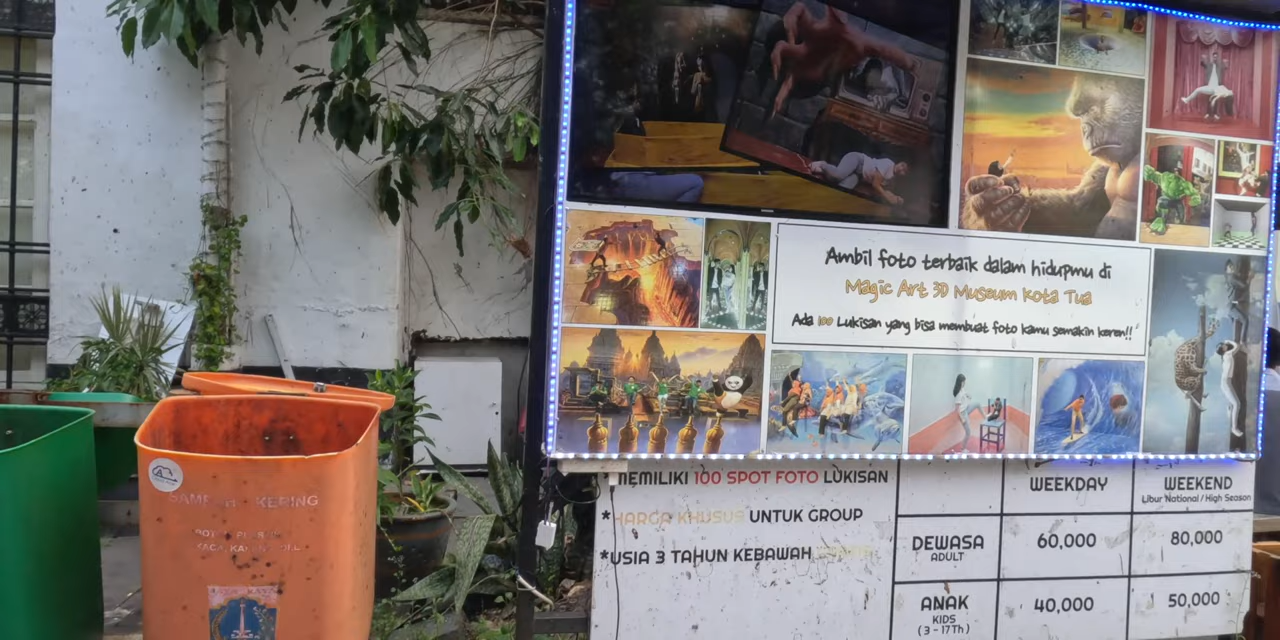 Ambil foto terbaik dalam hidupmu di
Magic Art 3D Museum Kota Tua
Ada 100 Lukisan yang bisa membuat foto kamu semakin keren!!
MEMILIKI 100 SPOT FOTO LUKISAN
*HARGA KHUSUS UNTUK GROUP
*USIA 3 TAHUN KEBAWAH
WEEKDAY
WEEKEND
Libur National / High Season
DEWASA
ADULT
60,000
80,000
ANAK
KIDS
(3 - 17Th)
40,000
50,000
SAMPAH KERING